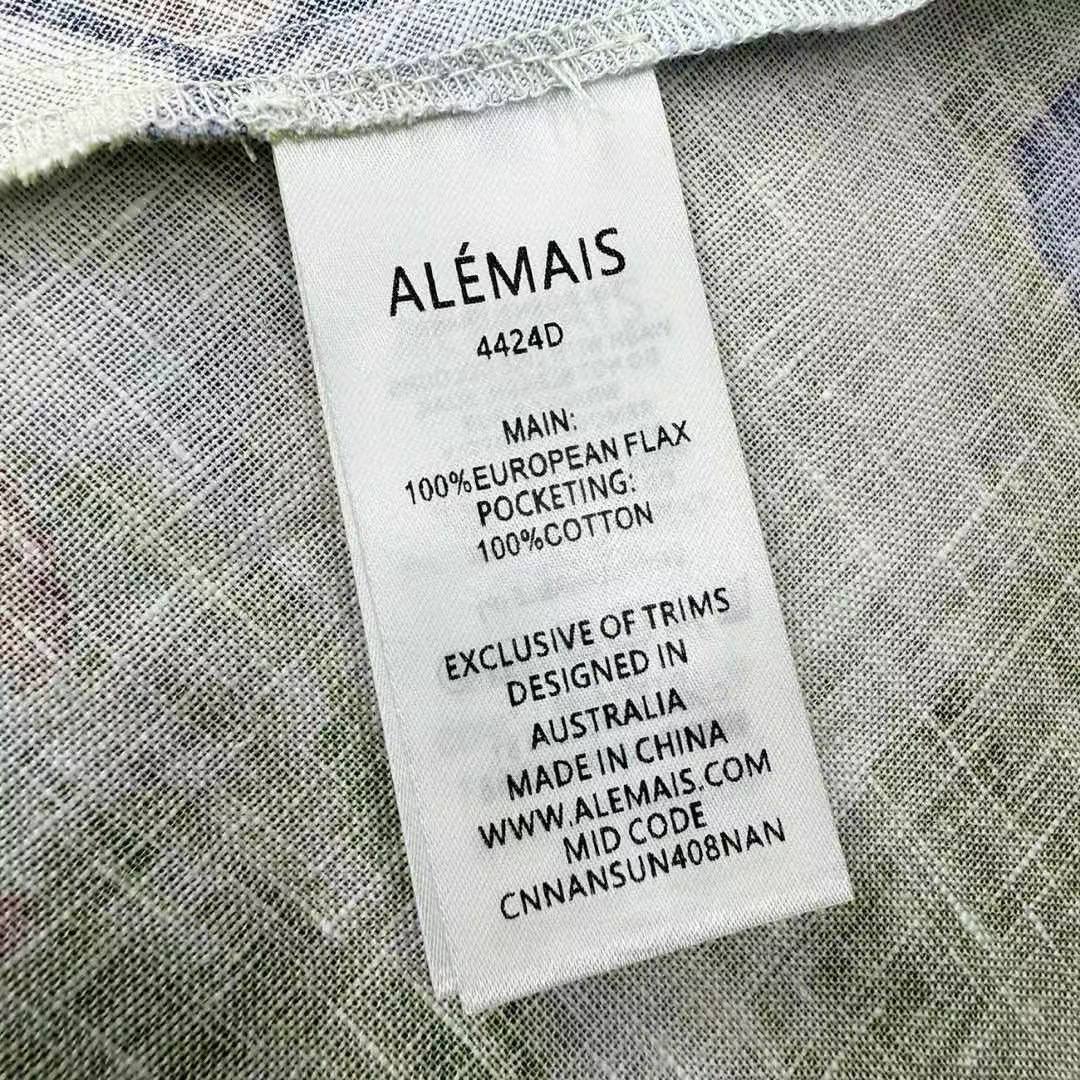 ALÉMAIS
4424D
MAIN:
100%EUROPEAN FLAX
POCKETING:
100%COTTON
EXCLUSIVE OF TRIMS
DESIGNED IN
AUSTRALIA
MADE IN CHINA
WWW.ALEMAIS.COM
MID CODE
CNNANSUN408NAN